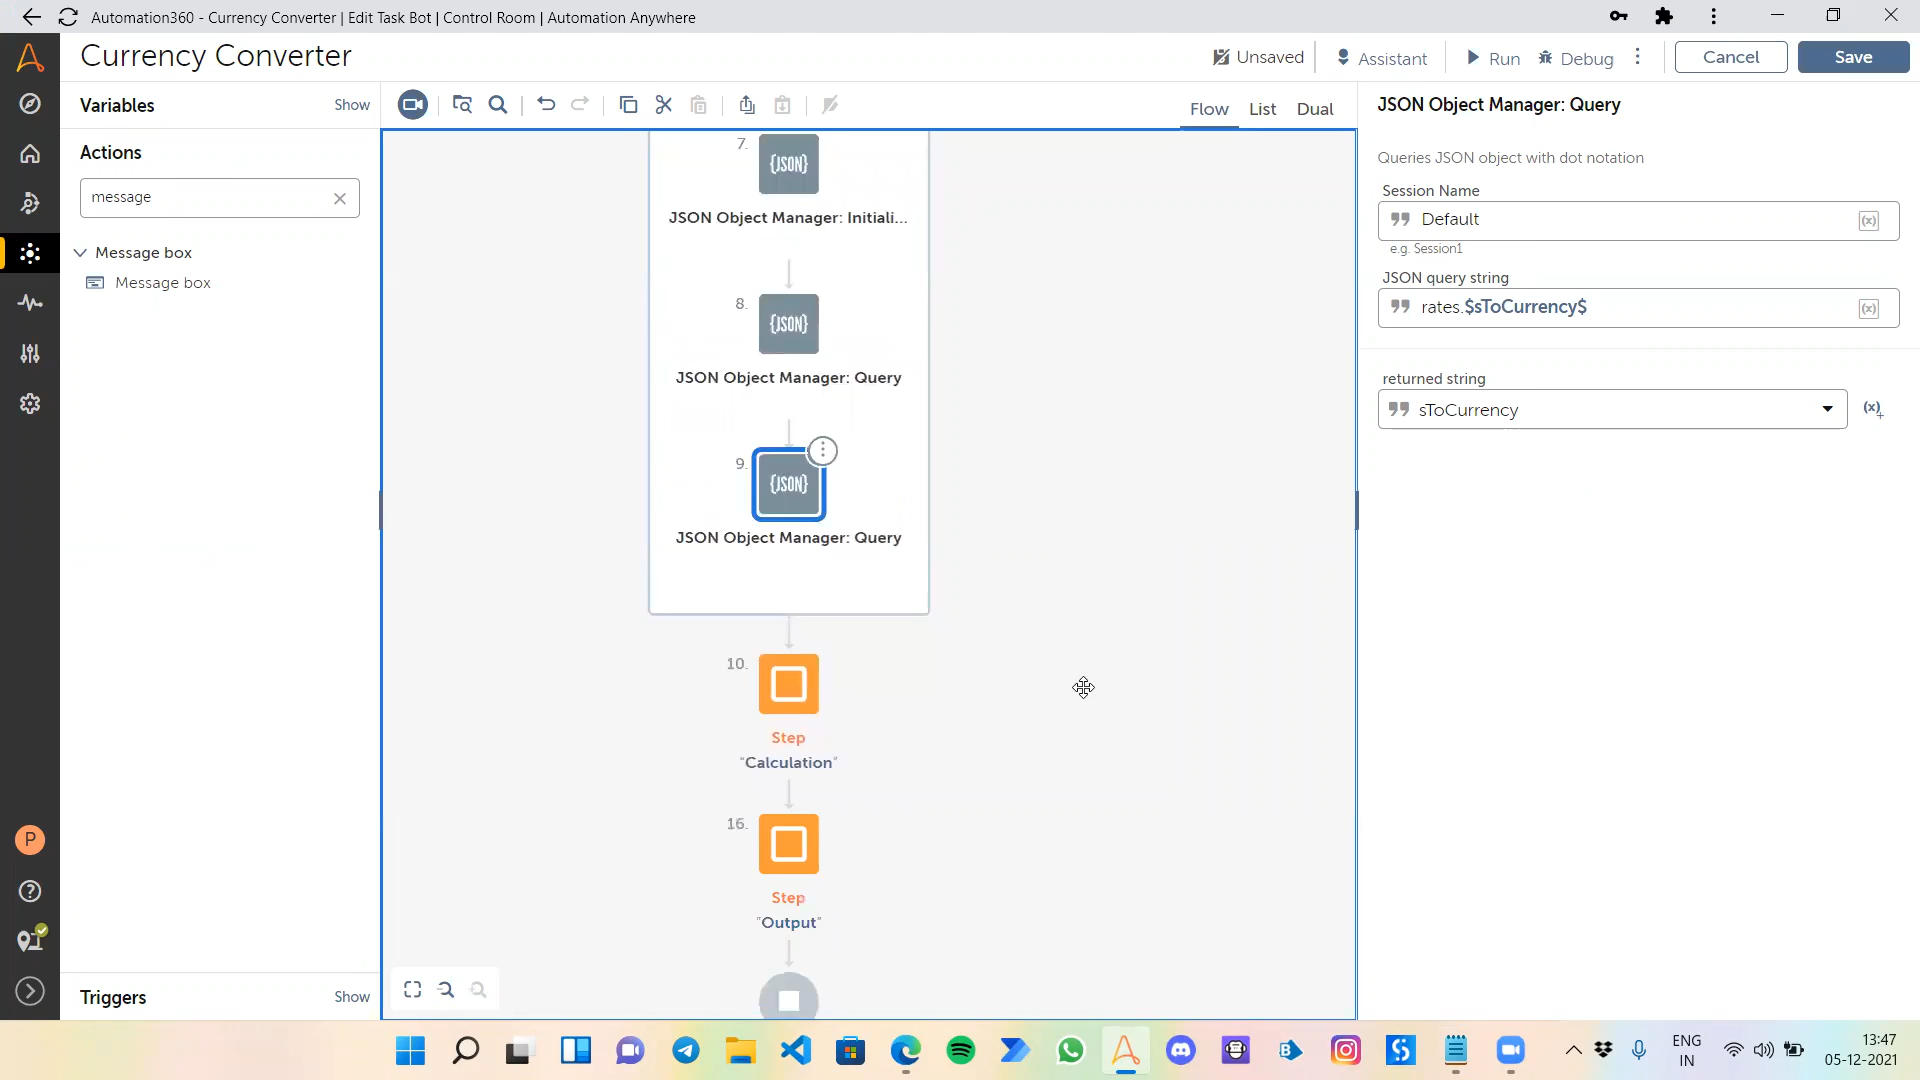 Automation360 - Currency Converter | Edit Task Bot | Control Room | Automation Anywhere
Currency Converter
Unsaved
Assistant
Run
Debug
Cancel
Save
Variables
Show
Flow
List
Dual
Actions
message
Message box
Message box
Triggers
Show
P
7.
{JSON}
JSON Object Manager: Initiali...
8.
{JSON}
JSON Object Manager: Query
9.
{JSON}
JSON Object Manager: Query
10.
Step
"Calculation"
16.
Step
"Output"
JSON Object Manager: Query
Queries JSON object with dot notation
Session Name
Default
(x)
e.g. Session1
JSON query string
rates.$sToCurrency$
(x)
returned string
sToCurrency
(x)+
ENG
IN
13:47
05-12-2021